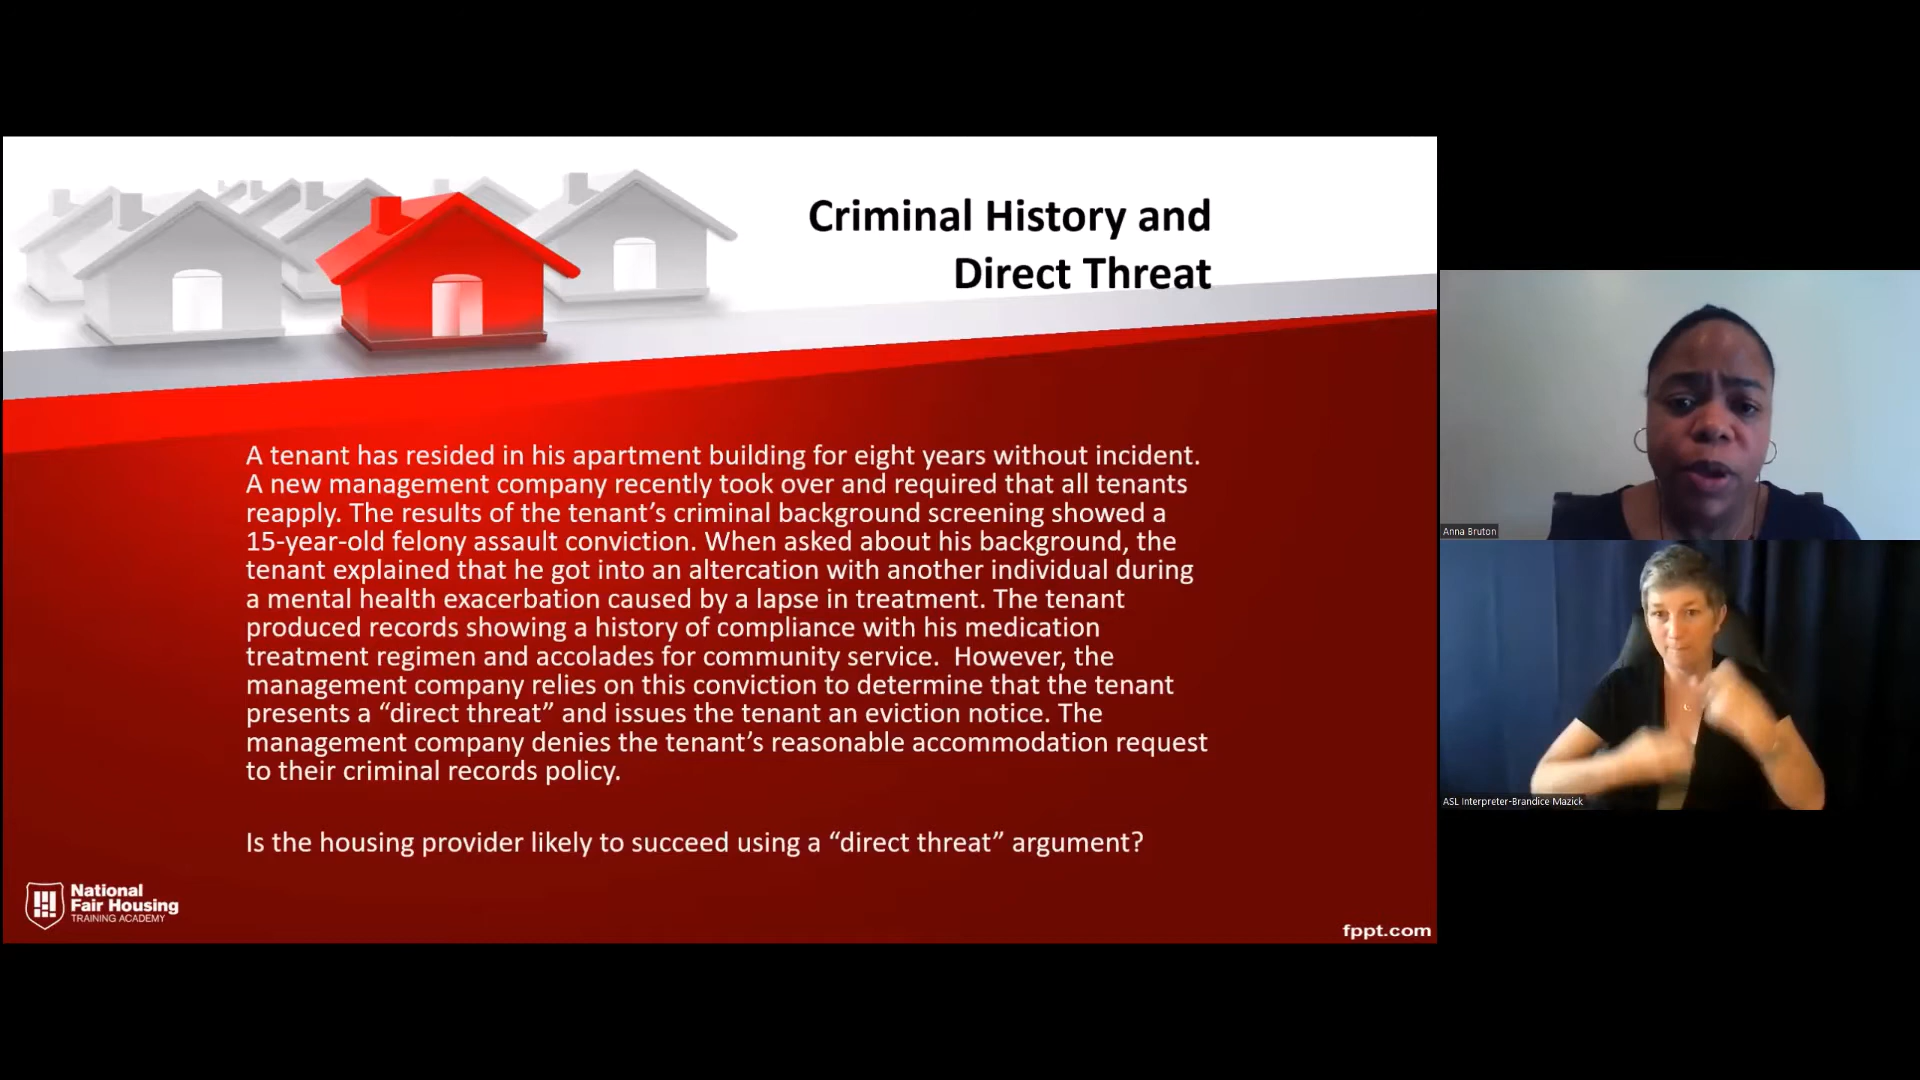 Criminal History and
Direct Threat
A tenant has resided in his apartment building for eight years without incident.
A new management company recently took over and required that all tenants
reapply. The results of the tenant’s criminal background screening showed a
15-year-old felony assault conviction. When asked about his background, the
tenant explained that he got into an altercation with another individual during
a mental health exacerbation caused by a lapse in treatment. The tenant
produced records showing a history of compliance with his medication
treatment regimen and accolades for community service.  However, the
management company relies on this conviction to determine that the tenant
presents a “direct threat” and issues the tenant an eviction notice. The
management company denies the tenant’s reasonable accommodation request
to their criminal records policy.
Is the housing provider likely to succeed using a “direct threat” argument?
National
Fair Housing
TRAINING ACADEMY
fppt.com
Anna Bruton
ASL Interpreter-Brandice Mazick